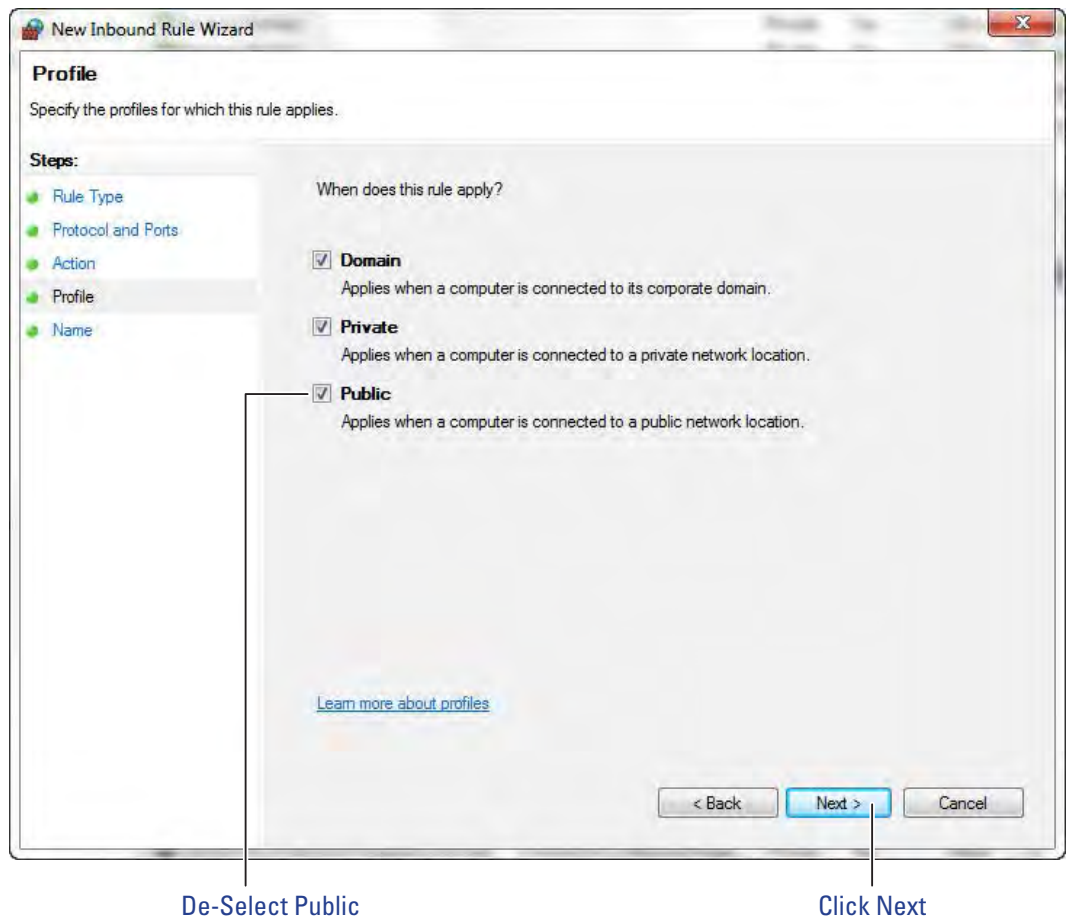 New Inbound Rule Wizard
Profile
Specify the profiles for which this rule applies.
Steps:
Rule Type
Protocol and Ports
Action
Profile
Name
When does this rule apply?
Domain
Applies when a computer is connected to its corporate domain.
Private
Applies when a computer is connected to a private network location.
Public
Applies when a computer is connected to a public network location.
Learn more about profiles
< Back Next > Cancel
De-Select Public Click Next